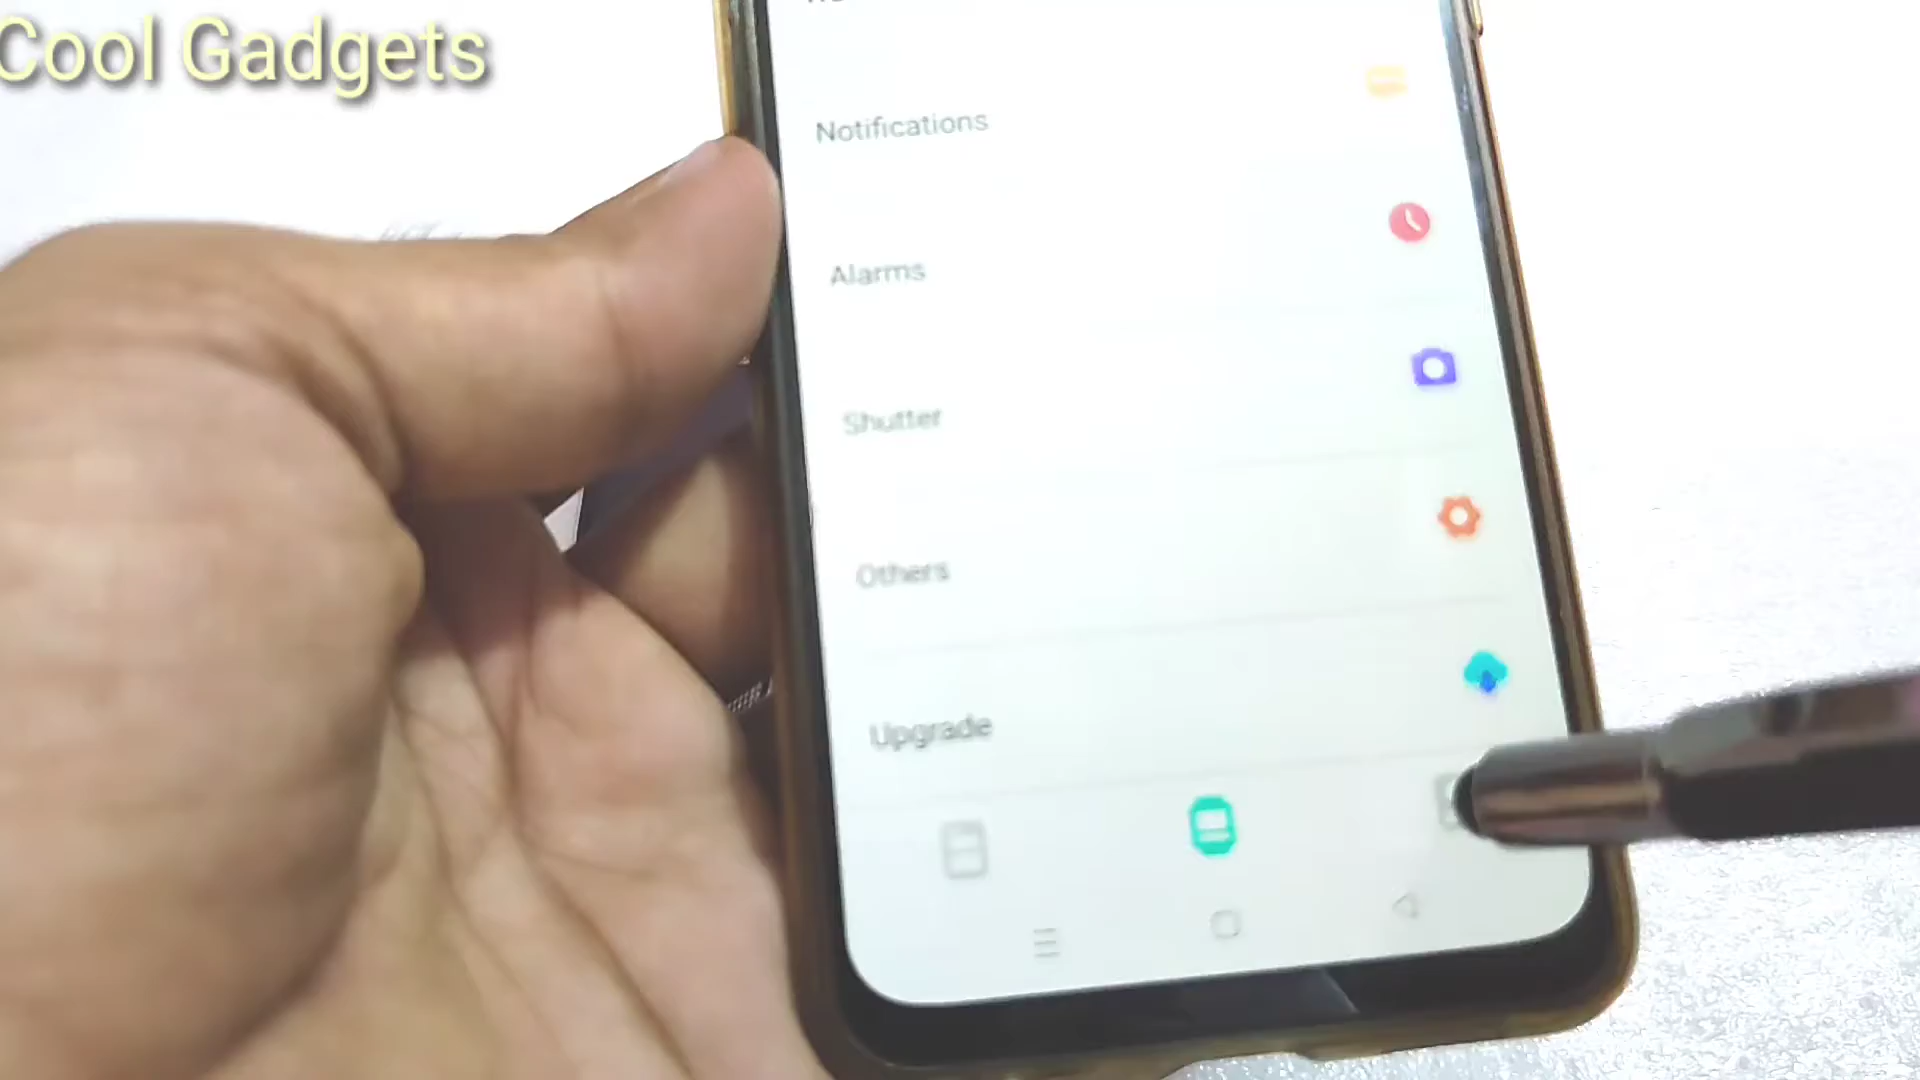 Cool Gadgets
Notifications
Alarms
Shutter
Others
Upgrade